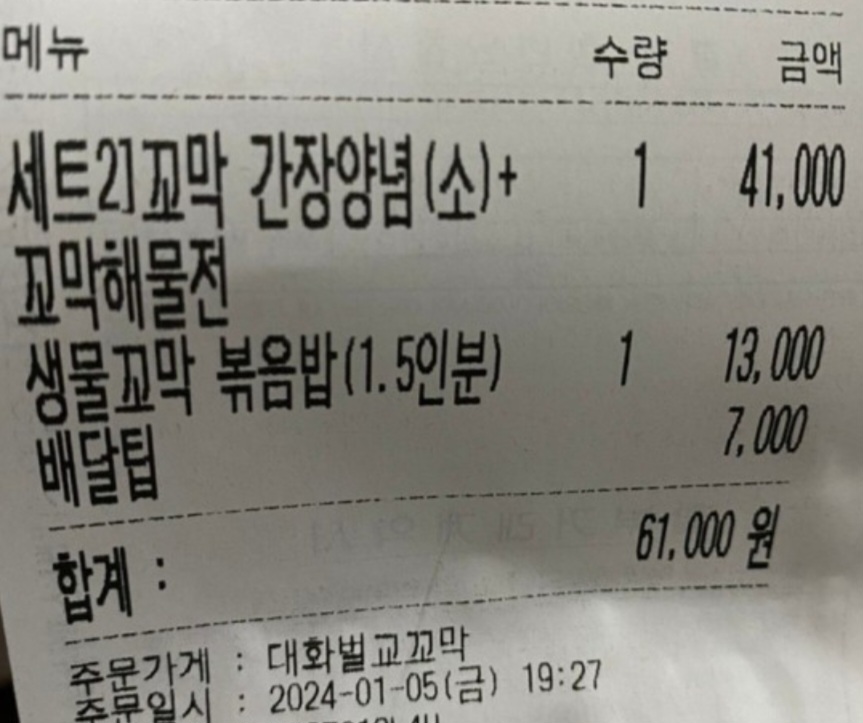 메뉴 수량 금액
세트2]꼬막 간장양념(소)+ 1 41,000
꼬막해물전
생물꼬막 볶음밥(1.5인분) 1 13,000
배달팁 7,000
합계 : 61,000 원
주문가게 : 대화벌교꼬막
주문일시 : 2024-01-05(금) 19:27